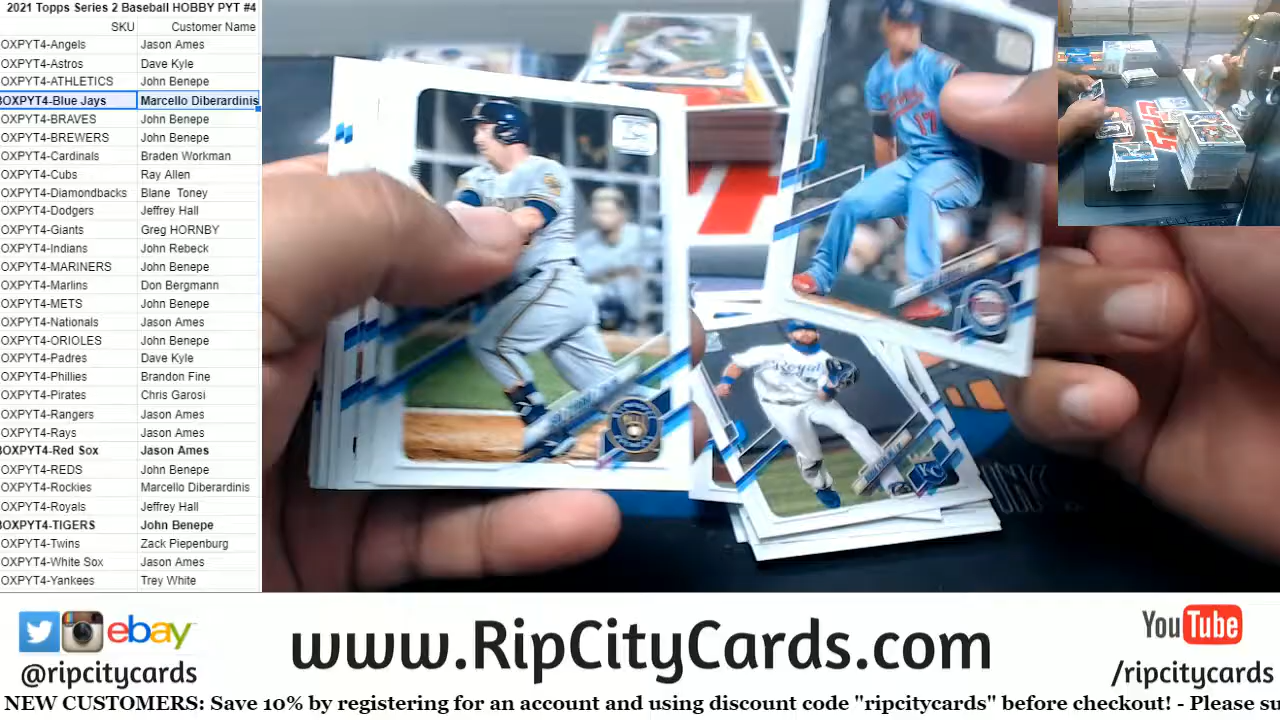 2021 Topps Series 2 Baseball HOBBY PYT #4
SKU Customer Name
OXPYT4-Angels Jason Ames
OXPYT4-Astros Dave Kyle
OXPYT4-ATHLETICS John Benepe
BOXPYT4-Blue Jays Marcello Diberardinis
OXPYT4-BRAVES John Benepe
OXPYT4-BREWERS John Benepe
OXPYT4-Cardinals Braden Workman
OXPYT4-Cubs Ray Allen
OXPYT4-Diamondbacks Blane Toney
OXPYT4-Dodgers Jeffrey Hall
OXPYT4-Giants Greg HORNBY
OXPYT4-Indians John Rebeck
OXPYT4-MARINERS John Benepe
OXPYT4-Marlins Don Bergmann
OXPYT4-METS John Benepe
OXPYT4-Nationals Jason Ames
OXPYT4-ORIOLES John Benepe
OXPYT4-Padres Dave Kyle
OXPYT4-Phillies Brandon Fine
OXPYT4-Pirates Chris Garosi
OXPYT4-Rangers Jason Ames
OXPYT4-Rays Jason Ames
BOXPYT4-Red Sox Jason Ames
OXPYT4-REDS John Benepe
OXPYT4-Rockies Marcello Diberardinis
OXPYT4-Royals Jeffrey Hall
BOXPYT4-TIGERS John Benepe
OXPYT4-Twins Zack Piepenburg
OXPYT4-White Sox Jason Ames
OXPYT4-Yankees Trey White
17
Royals
KC
ebay
@ripcitycards
www.RipCityCards.com
YouTube
/ripcitycards
NEW CUSTOMERS: Save 10% by registering for an account and using discount code "ripcitycards" before checkout! - Please su